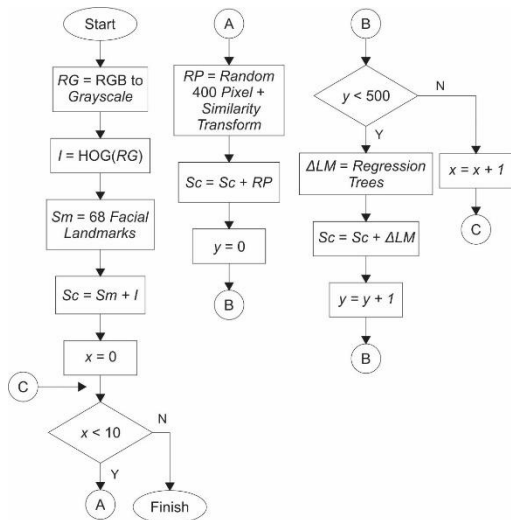 Start
RG = RGB to
Grayscale
I = HOG(RG)
Sm = 68 Facial
Landmarks
Sc = Sm + I
x = 0
C
x < 10
N
Y
A
Finish
A
RP = Random
400 Pixel +
Similarity
Transform
Sc = Sc + RP
y = 0
B
B
y < 500
N
Y
ΔLM = Regression
Trees
x = x + 1
Sc = Sc + ΔLM
C
y = y + 1
B